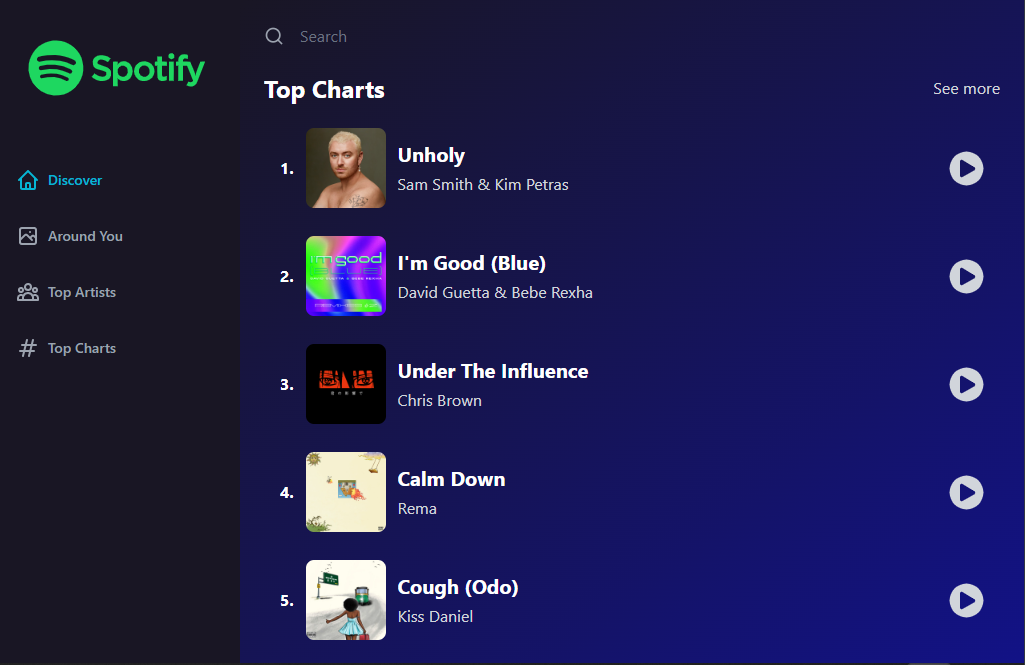 Spotify
Search
Top Charts
See more
Discover
Around You
Top Artists
Top Charts
1.
Unholy
Sam Smith & Kim Petras
2.
I'm good
I'm Good (Blue)
David Guetta & Bebe Rexha
3.
Under The Influence
Chris Brown
4.
Calm Down
Rema
5.
Cough (Odo)
Kiss Daniel